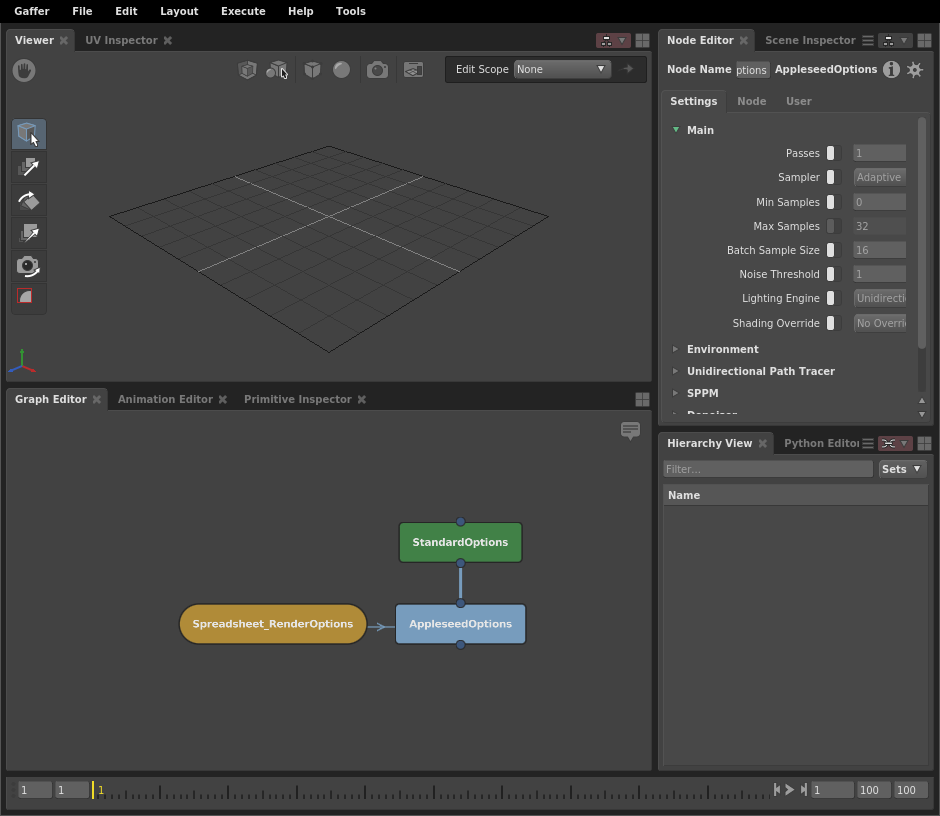 Gaffer File Edit Layout Execute Help Tools
Viewer UV Inspector
Edit Scope None
Graph Editor Animation Editor Primitive Inspector
StandardOptions
Spreadsheet_RenderOptions AppleseedOptions
Node Editor Scene Inspector
Node Name ptions AppleseedOptions
Settings Node User
Main
Passes 1
Sampler Adaptive
Min Samples 0
Max Samples 32
Batch Sample Size 16
Noise Threshold 1
Lighting Engine Unidirecti
Shading Override No Overri
Environment
Unidirectional Path Tracer
SPPM
Denoiser
Hierarchy View Python Editor
Filter... Sets
Name
1 1 1 1 100 100